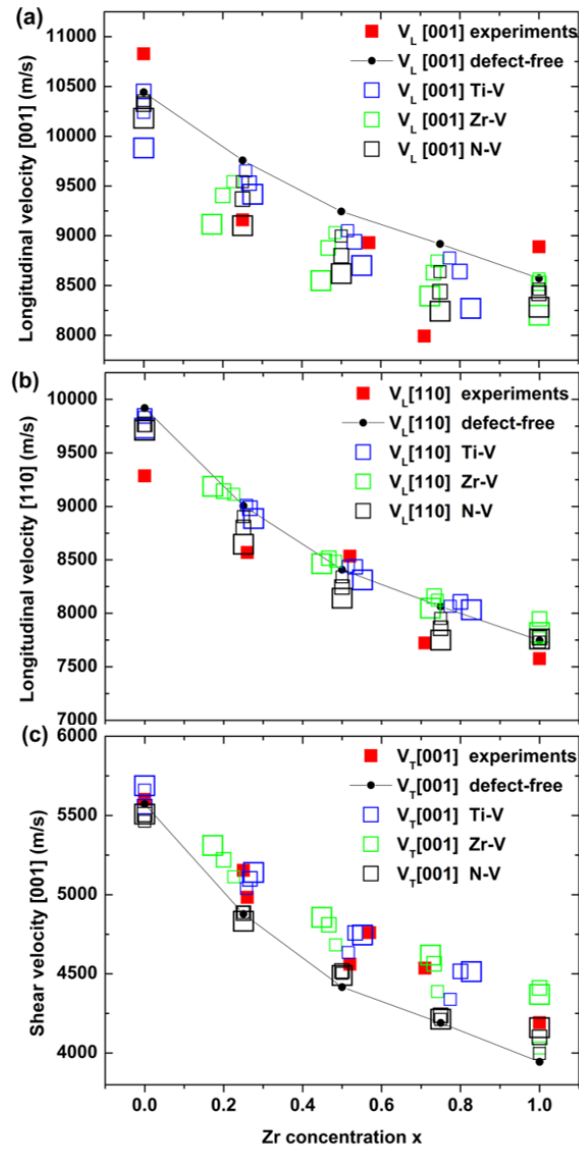 (a)
Longitudinal velocity [001] (m/s)
11000
10500
10000
9500
9000
8500
8000
V_L [001] experiments
V_L [001] defect-free
V_L [001] Ti-V
V_L [001] Zr-V
V_L [001] N-V
(b)
Longitudinal velocity [110] (m/s)
10000
9500
9000
8500
8000
7500
7000
V_L[110] experiments
V_L[110] defect-free
V_L[110] Ti-V
V_L[110] Zr-V
V_L[110] N-V
(c)
Shear velocity [001] (m/s)
6000
5500
5000
4500
4000
V_T[001] experiments
V_T[001] defect-free
V_T[001] Ti-V
V_T[001] Zr-V
V_T[001] N-V
0.0 0.2 0.4 0.6 0.8 1.0
Zr concentration x